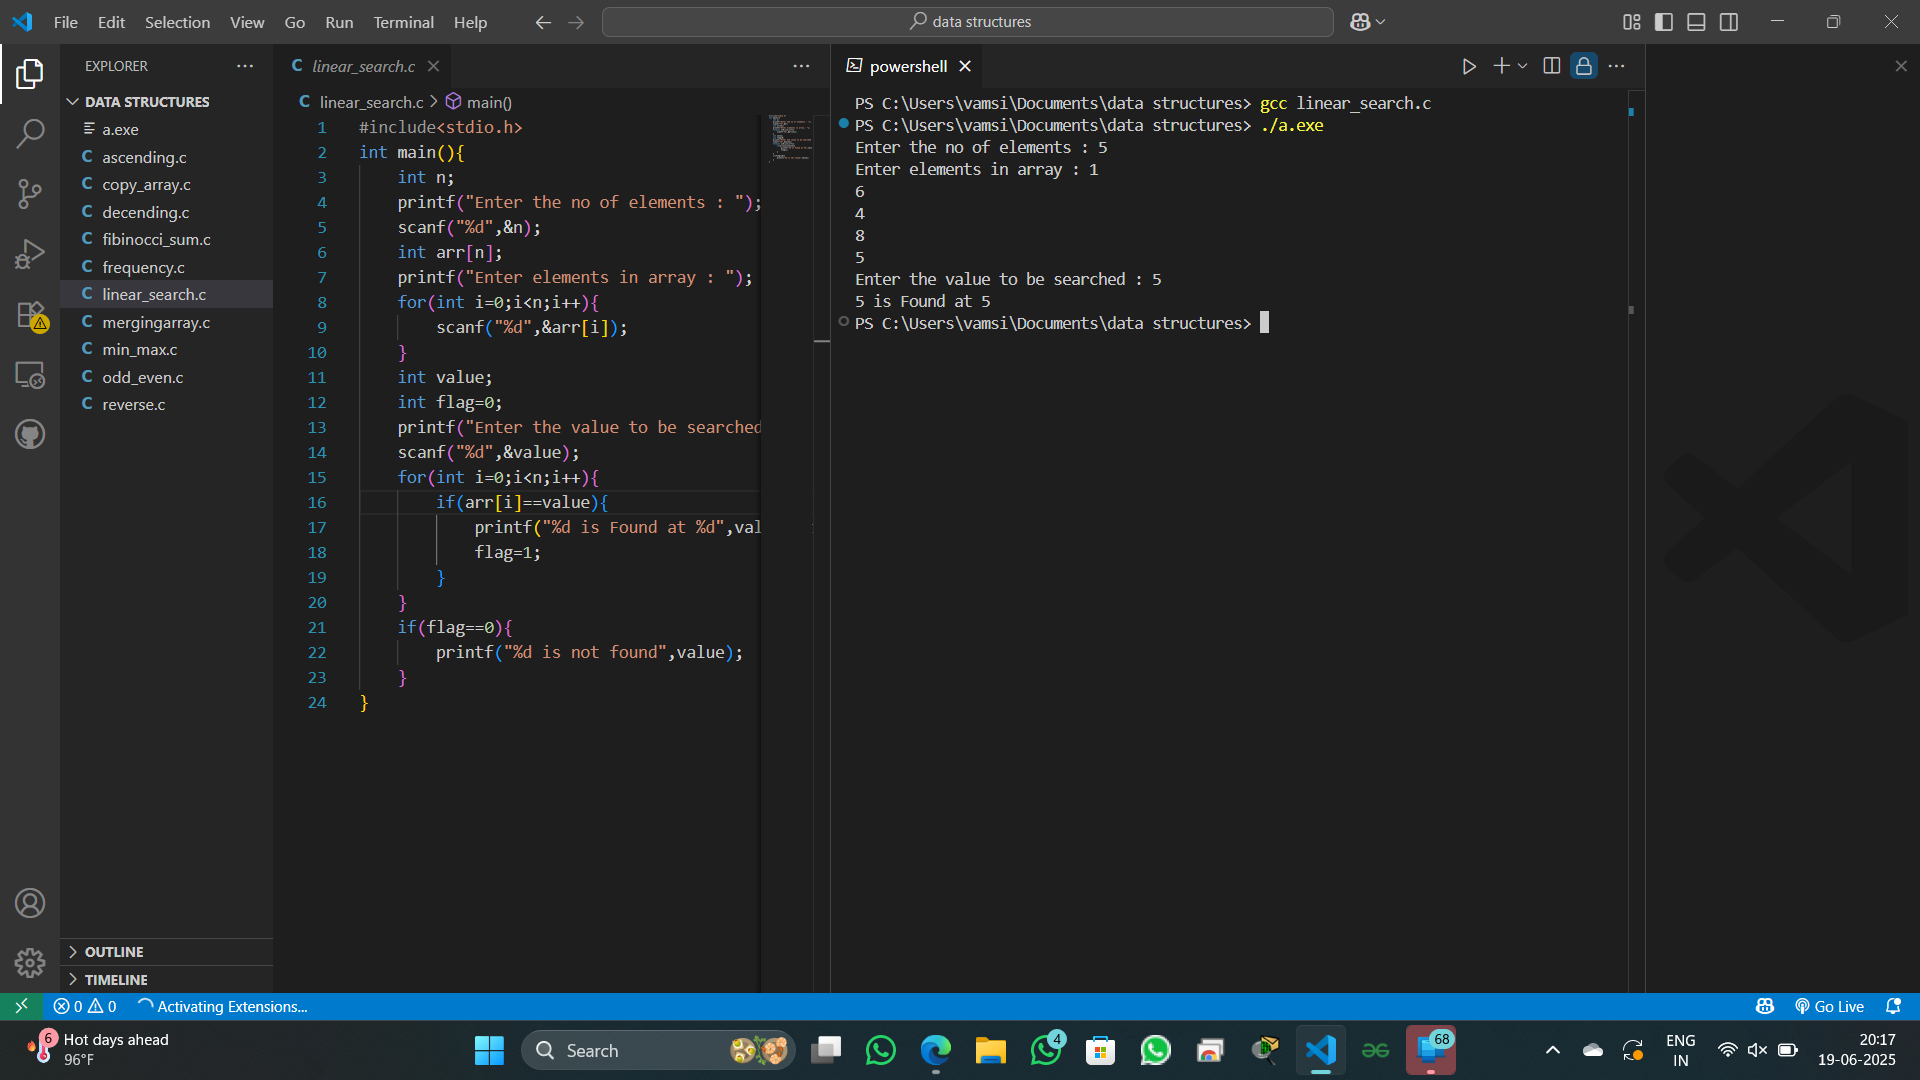 File Edit Selection View Go Run Terminal Help
data structures
EXPLORER
DATA STRUCTURES
a.exe
C ascending.c
C copy_array.c
C decending.c
C fibinocci_sum.c
C frequency.c
C linear_search.c
C mergingarray.c
C min_max.c
C odd_even.c
C reverse.c
OUTLINE
TIMELINE
C linear_search.c
C linear_search.c > main()
1 #include<stdio.h>
2 int main(){
3 int n;
4 printf("Enter the no of elements : ");
5 scanf("%d",&n);
6 int arr[n];
7 printf("Enter elements in array : ");
8 for(int i=0;i<n;i++){
9 scanf("%d",&arr[i]);
10 }
11 int value;
12 int flag=0;
13 printf("Enter the value to be searched
14 scanf("%d",&value);
15 for(int i=0;i<n;i++){
16 if(arr[i]==value){
17 printf("%d is Found at %d",val
18 flag=1;
19 }
20 }
21 if(flag==0){
22 printf("%d is not found",value);
23 }
24 }
powershell
PS C:\Users\vamsi\Documents\data structures> gcc linear_search.c
PS C:\Users\vamsi\Documents\data structures> ./a.exe
Enter the no of elements : 5
Enter elements in array : 1
6
4
8
5
Enter the value to be searched : 5
5 is Found at 5
PS C:\Users\vamsi\Documents\data structures>
0 0 Activating Extensions...
Go Live
6
Hot days ahead
96°F
Search
4
68
ENG
IN
20:17
19-06-2025